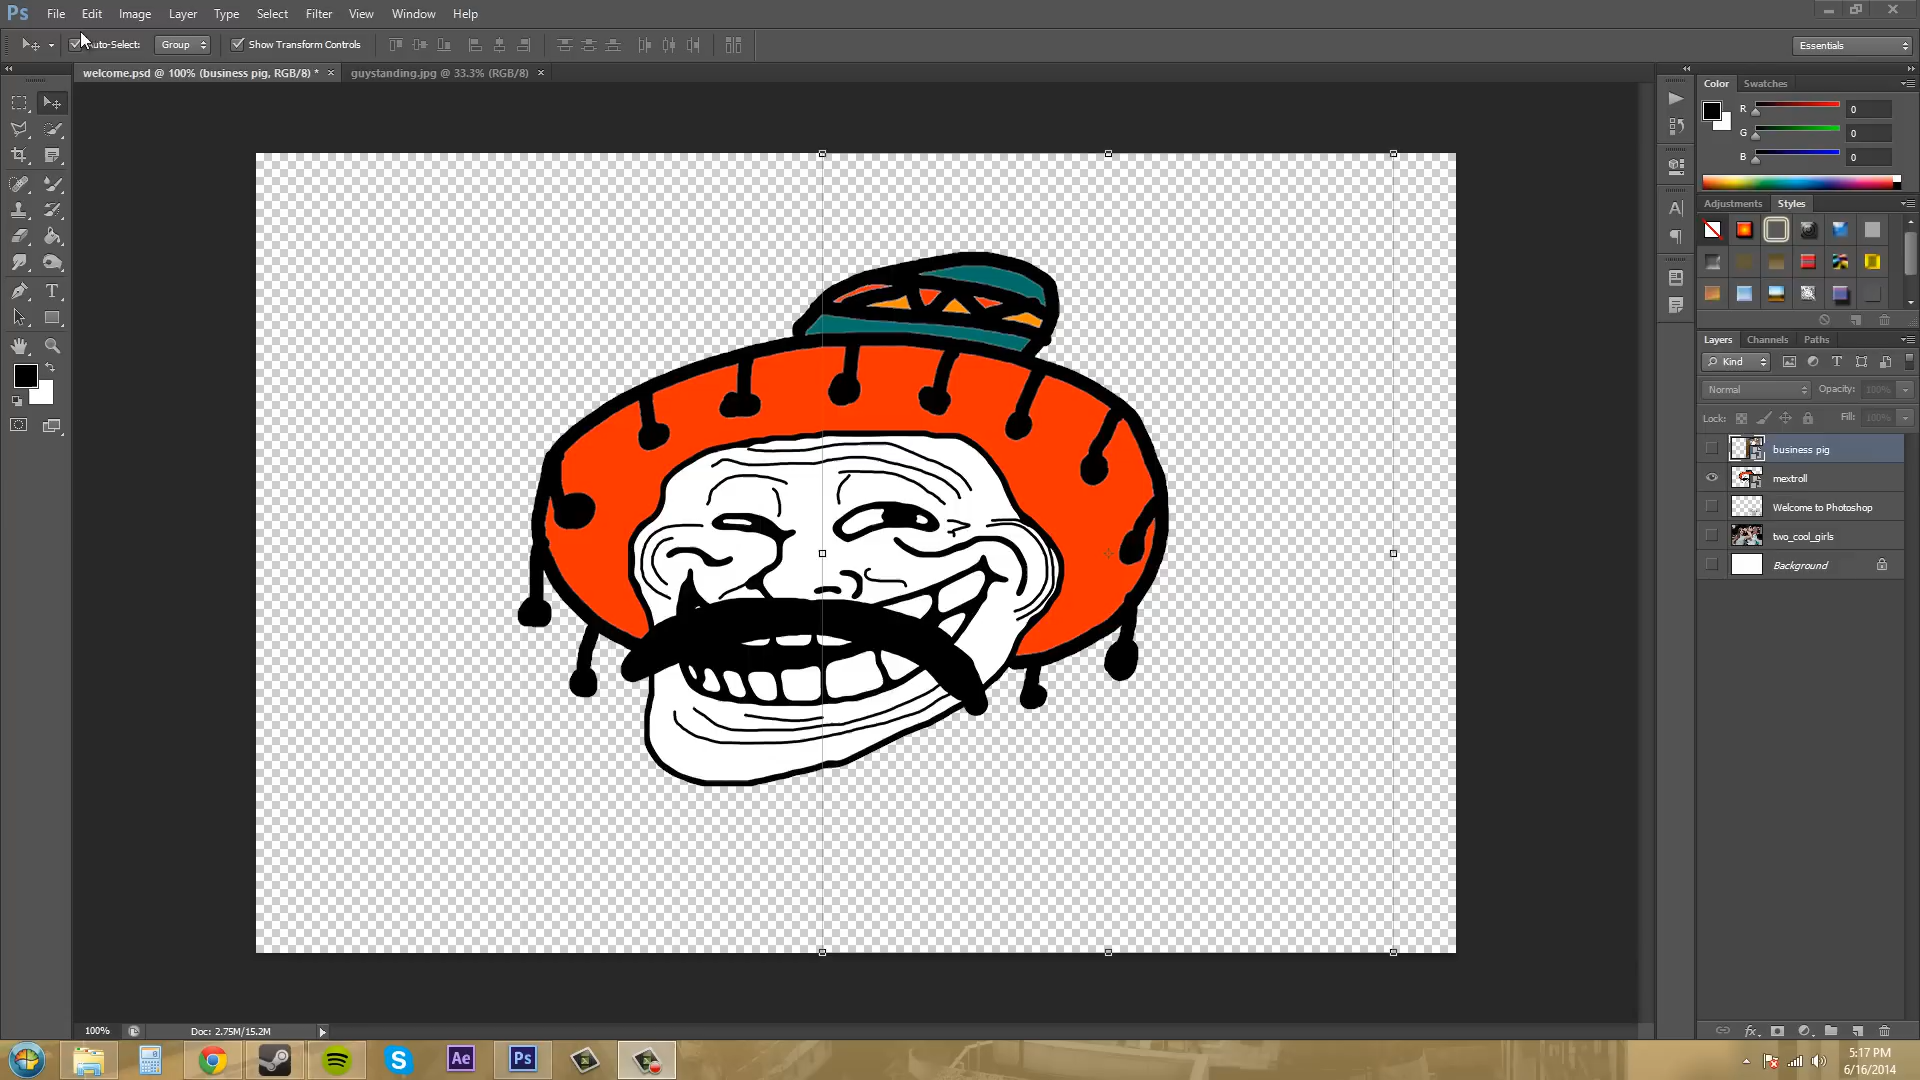 Ps File Edit Image Layer Type Select Filter View Window Help
Auto-Select: Group Show Transform Controls Essentials
welcome.psd @ 100% (business pig, RGB/8) * × guystanding.jpg @ 33.3% (RGB/8) ×
Color Swatches
R 0
G 0
B 0
Adjustments Styles
Layers Channels Paths
Kind
Normal Opacity: 100%
Lock: Fill: 100%
business pig
mextroll
Welcome to Photoshop
two_cool_girls
Background
100% Doc: 2.75M/15.2M
fx
Ae Ps
5:17 PM
6/16/2014